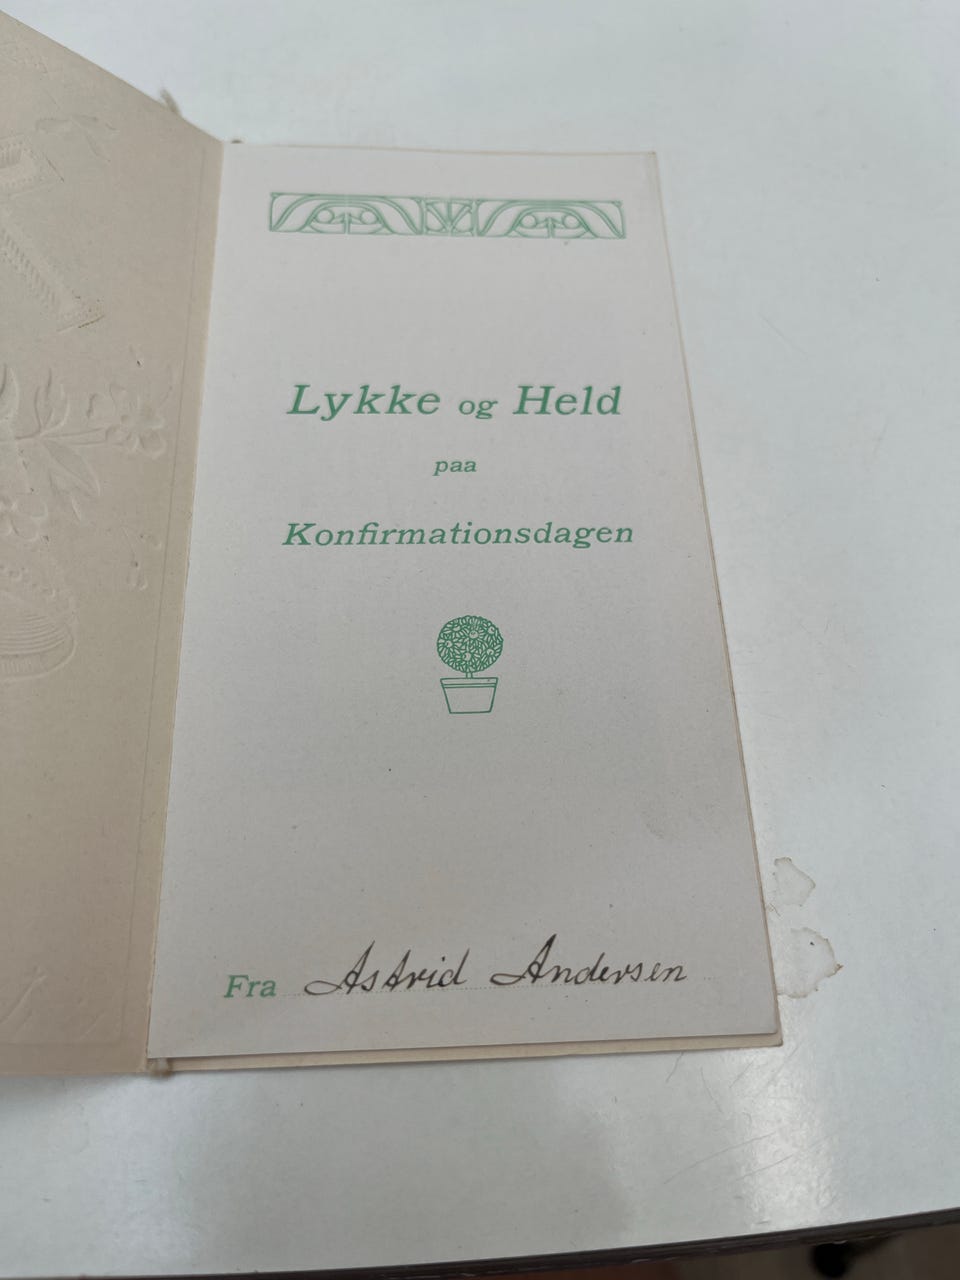 Lykke og Held
paa
Konfirmationsdagen
Fra Astrid Andersen